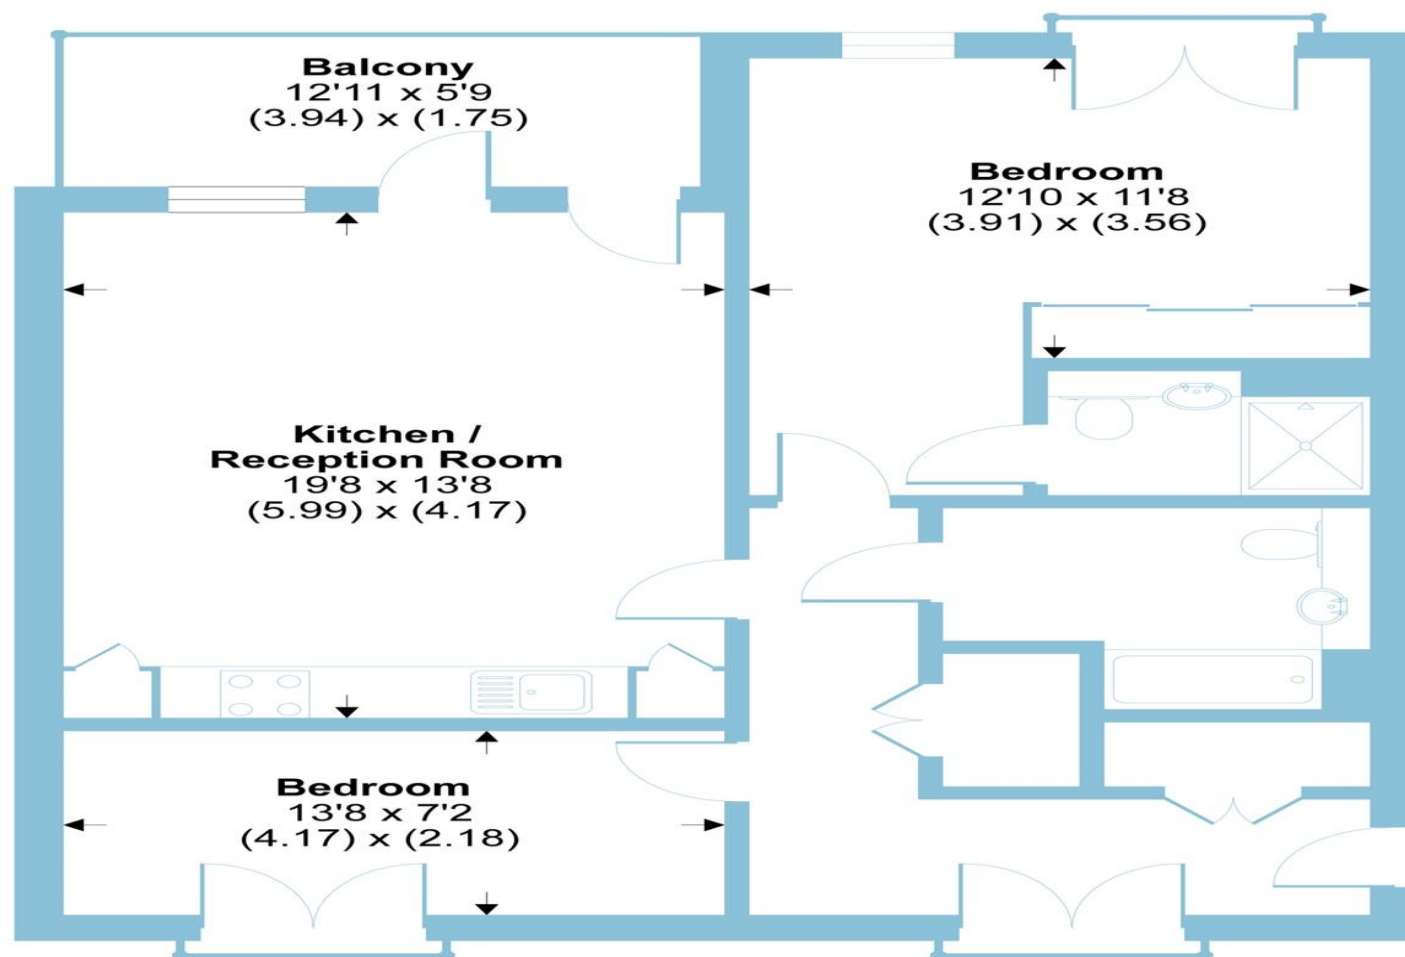 Balcony
12'11 x 5'9
(3.94) x (1.75)
Bedroom
12'10 x 11'8
(3.91) x (3.56)
Kitchen /
Reception Room
19'8 x 13'8
(5.99) x (4.17)
Bedroom
13'8 x 7'2
(4.17) x (2.18)